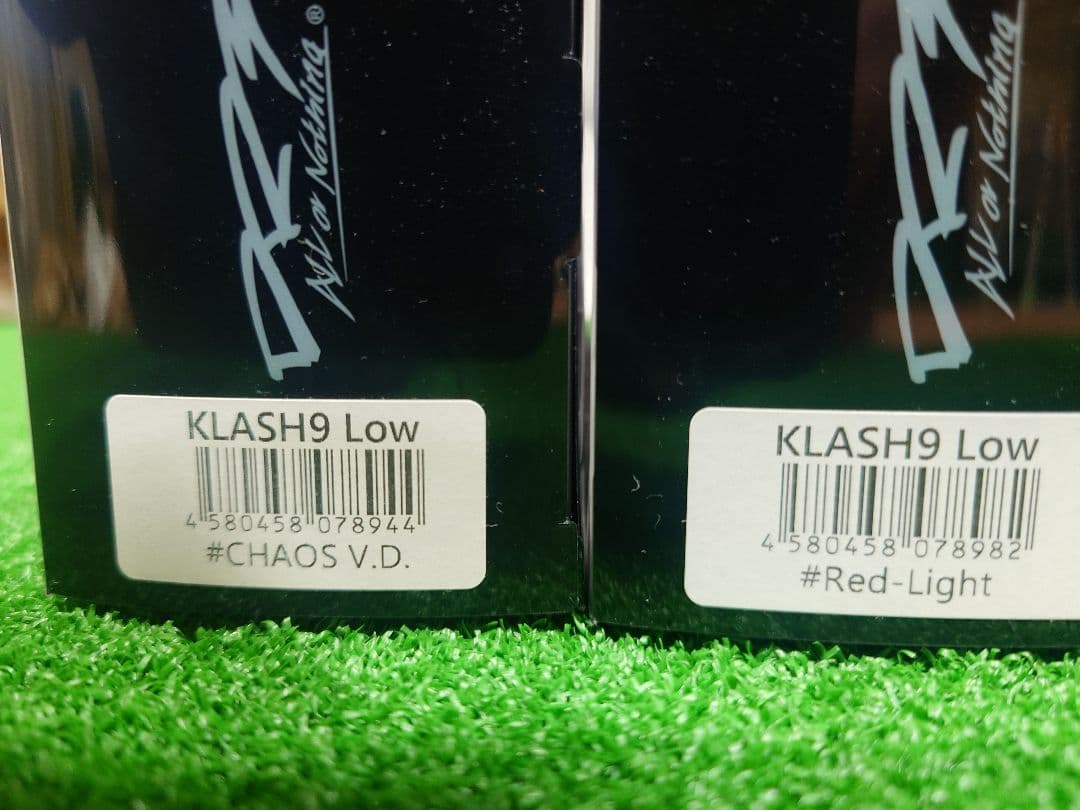 All or Nothing ®
KLASH9 Low
4 580458 078944
#CHAOS V.D.
All or Nothing
KLASH9 Low
4 580458 078982
#Red-Light